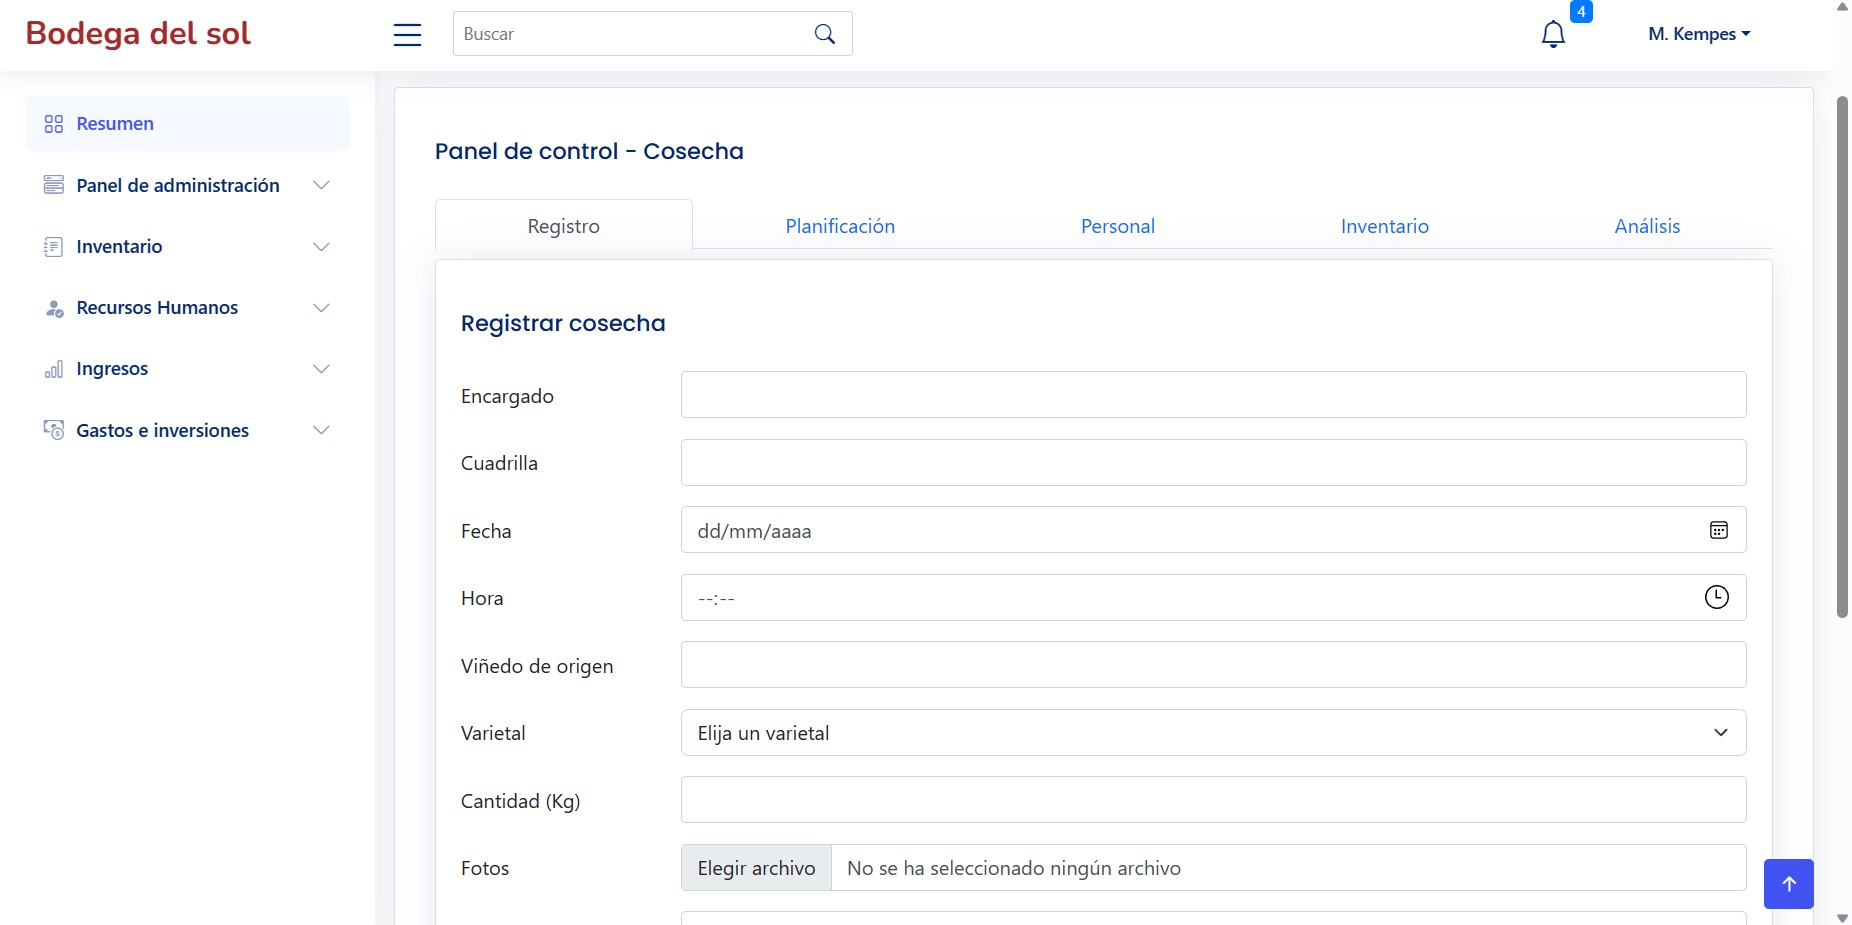 Bodega del sol
Buscar
4
M. Kempes
Resumen
Panel de administración
Inventario
Recursos Humanos
Ingresos
Gastos e inversiones
Panel de control - Cosecha
Registro Planificación Personal Inventario Análisis
Registrar cosecha
Encargado
Cuadrilla
Fecha dd/mm/aaaa
Hora --:--
Viñedo de origen
Varietal Elija un varietal
Cantidad (Kg)
Fotos Elegir archivo No se ha seleccionado ningún archivo